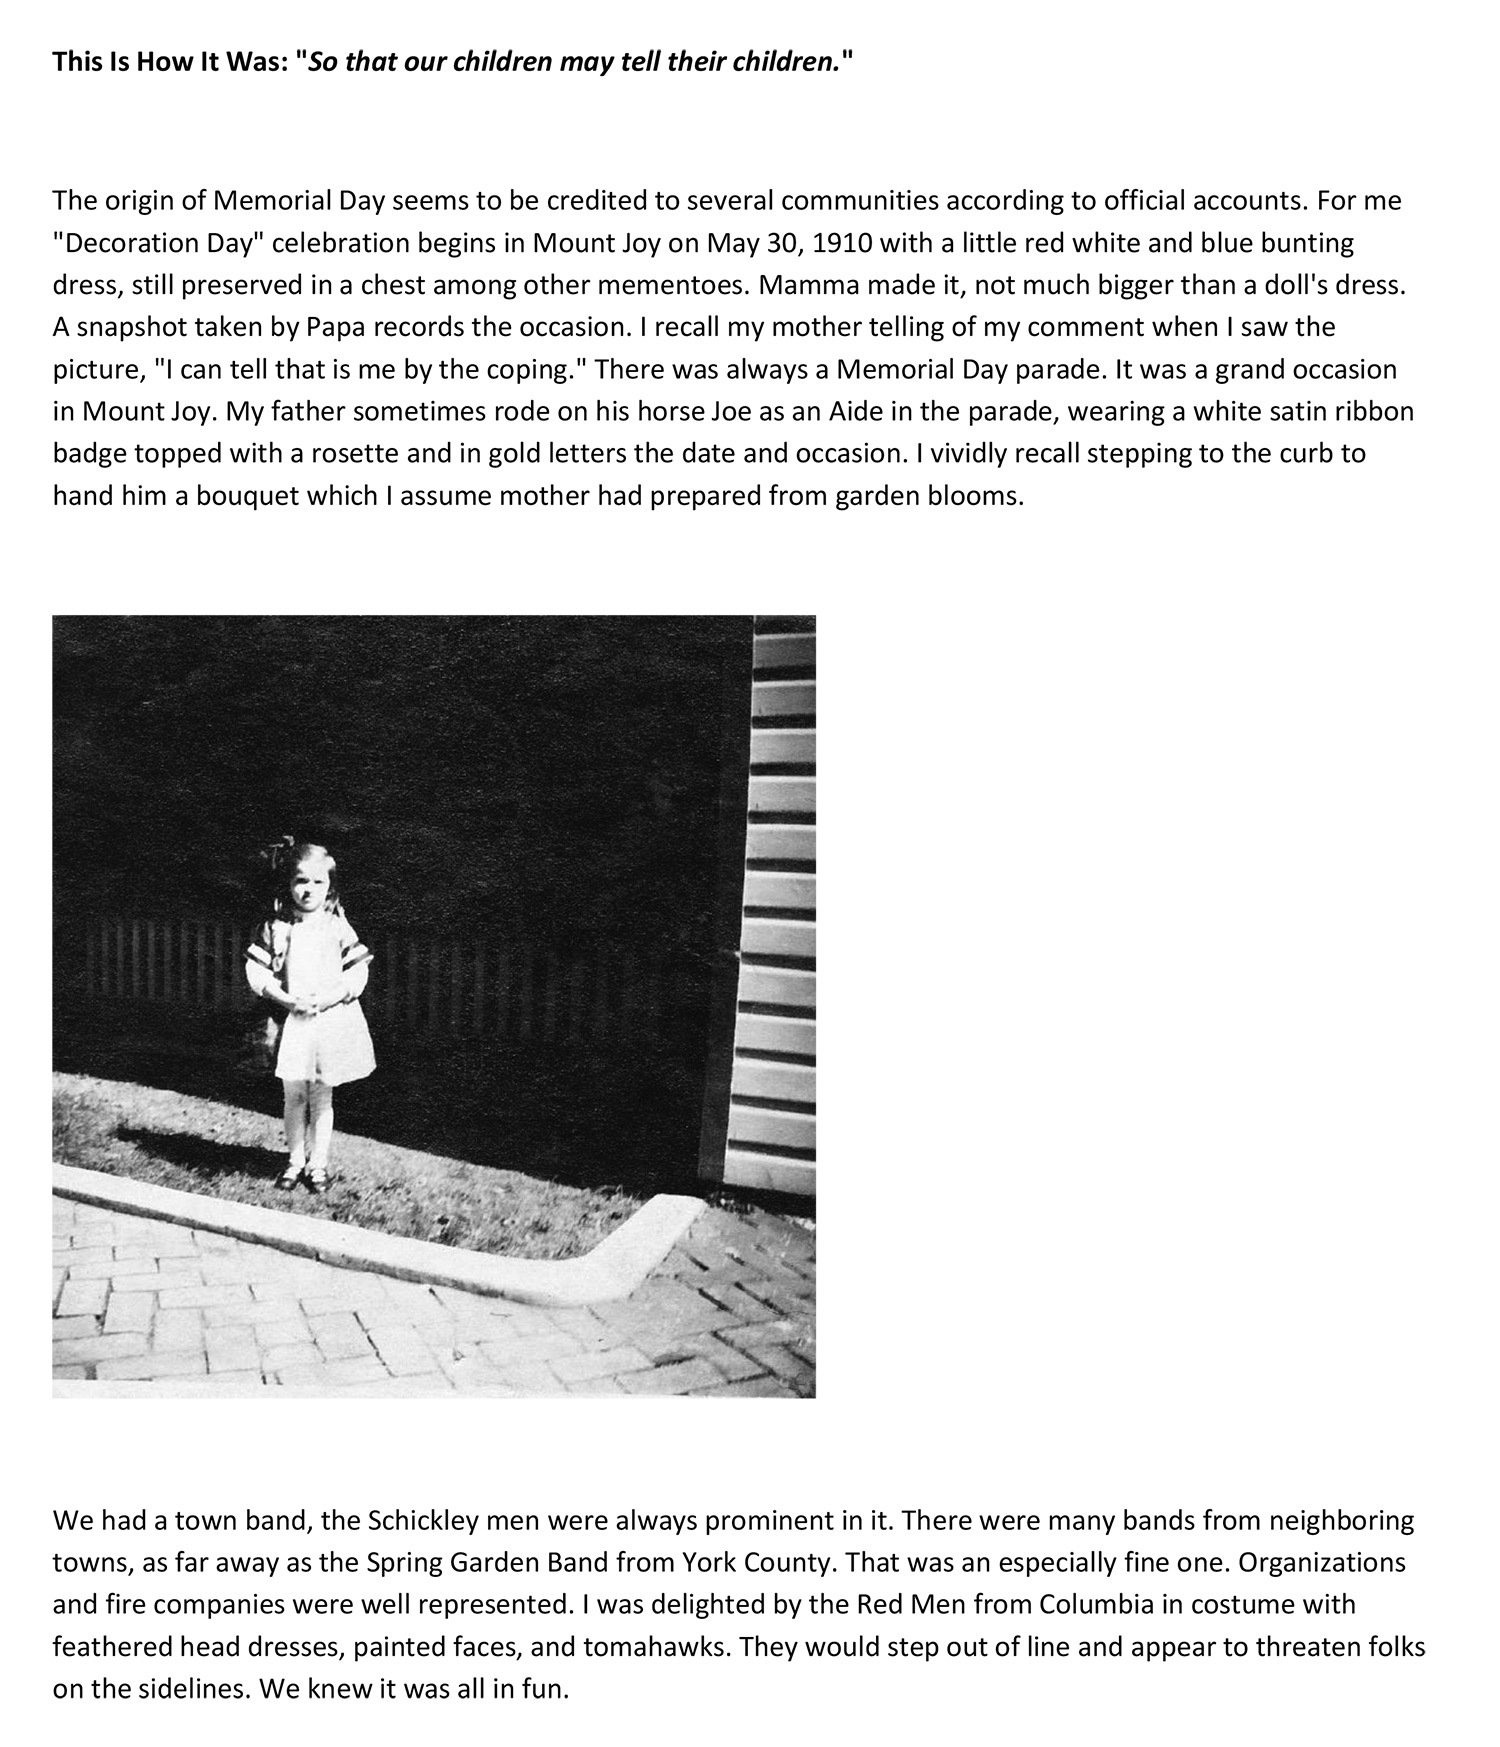 This Is How It Was: "So that our children may tell their children."
The origin of Memorial Day seems to be credited to several communities according to official accounts. For me
"Decoration Day" celebration begins in Mount Joy on May 30, 1910 with a little red white and blue bunting
dress, still preserved in a chest among other mementoes. Mamma made it, not much bigger than a doll's dress.
A snapshot taken by Papa records the occasion. I recall my mother telling of my comment when I saw the
picture, "I can tell that is me by the coping." There was always a Memorial Day parade. It was a grand occasion
in Mount Joy. My father sometimes rode on his horse Joe as an Aide in the parade, wearing a white satin ribbon
badge topped with a rosette and in gold letters the date and occasion. I vividly recall stepping to the curb to
hand him a bouquet which I assume mother had prepared from garden blooms.
We had a town band, the Schickley men were always prominent in it. There were many bands from neighboring
towns, as far away as the Spring Garden Band from York County. That was an especially fine one. Organizations
and fire companies were well represented. I was delighted by the Red Men from Columbia in costume with
feathered head dresses, painted faces, and tomahawks. They would step out of line and appear to threaten folks
on the sidelines. We knew it was all in fun.